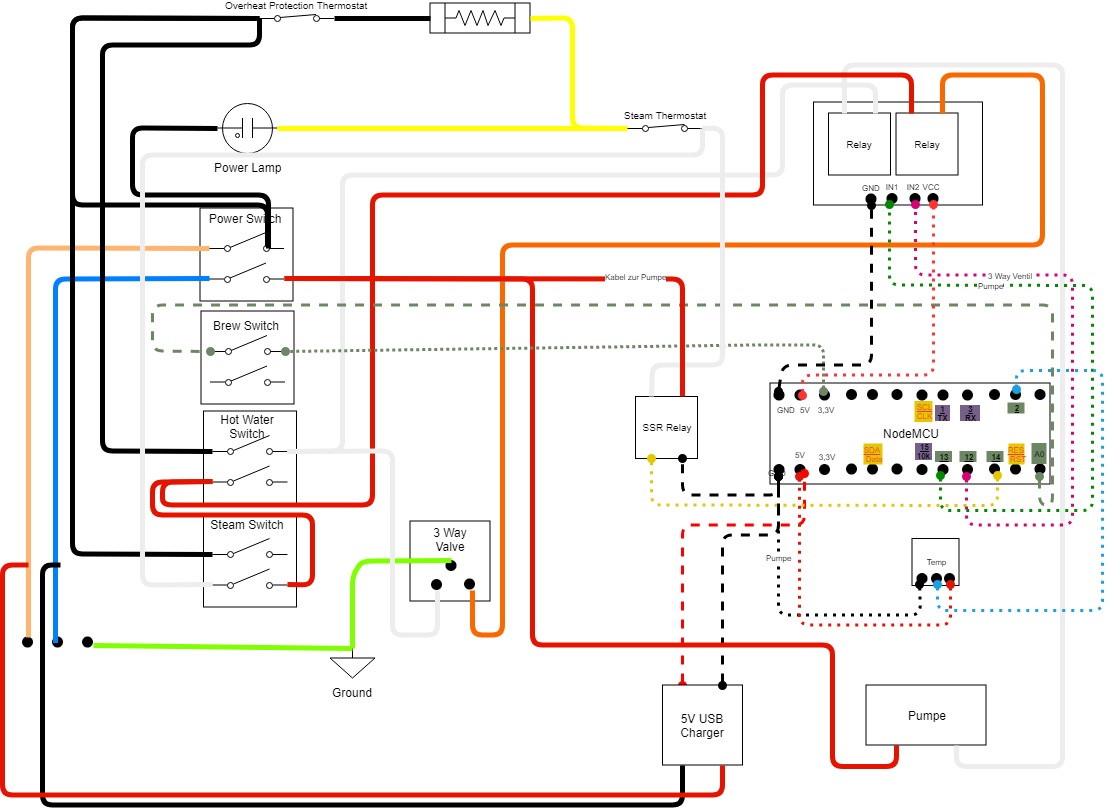 Overheat Protection Thermostat
Steam Thermostat
Power Lamp
Relay
Relay
GND
IN1
IN2
VCC
Power Switch
Kabel zur Pumpe
3 Way Ventil
Pumpe
Brew Switch
Hot Water
Switch
SSR Relay
GND
5V
3,3V
SCL
CLK
1
TX
3
RX
2
NodeMCU
5V
3,3V
SDA
Data
15
10k
13
12
14
RES
RST
A0
GND
Steam Switch
3 Way
Valve
Pumpe
Temp
Ground
5V USB
Charger
Pumpe